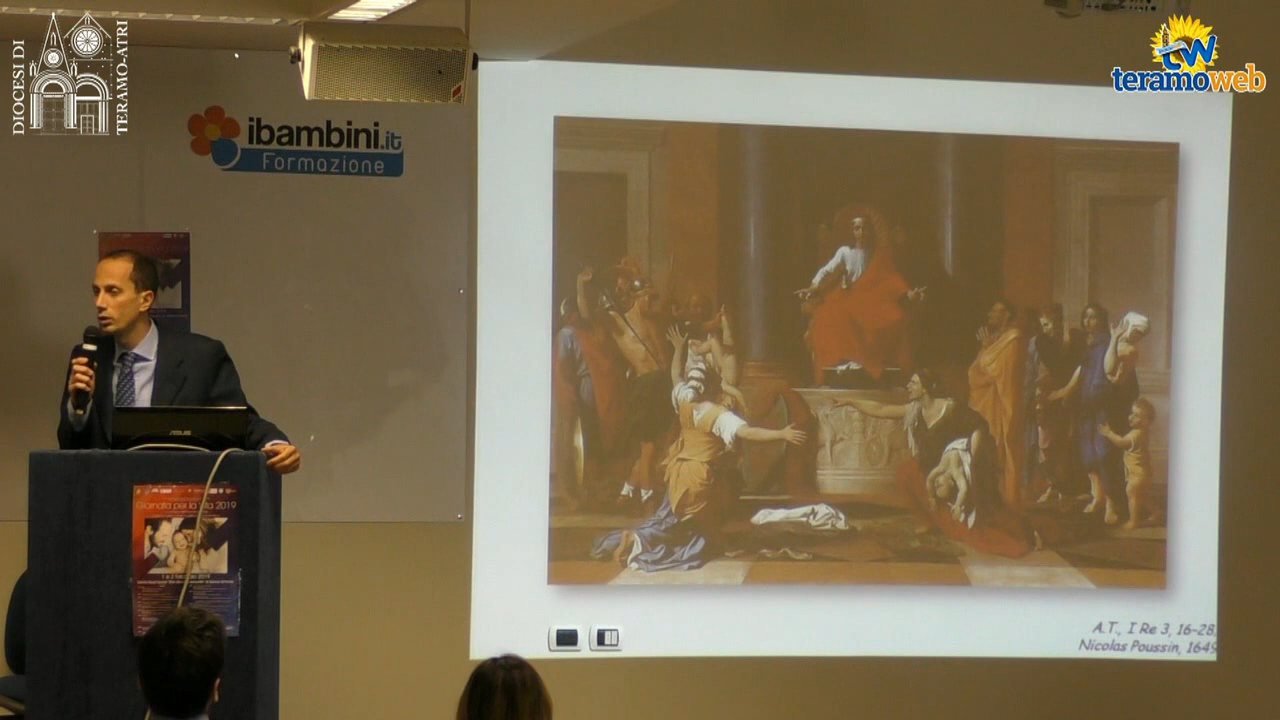 DIOCESI DI
TERAMO-ATRI
tw
teramoweb
ibambini.it
Formazione
ASUS
Giornata per la Vita 2019
A.T., I Re 3, 16-28,
Nicolas Poussin, 1649